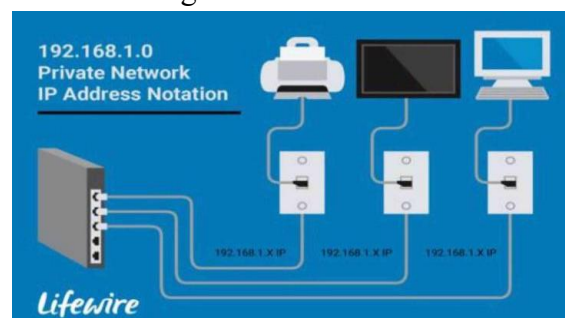 192.168.1.0
Private Network
IP Address Notation
192.168.1.X IP
192.168.1.X IP
192.168.1.X IP
Lifewire